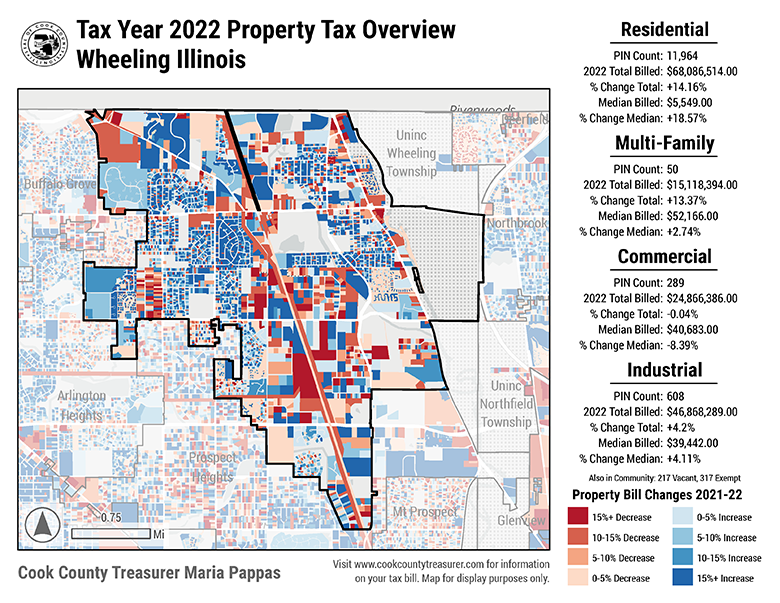 Tax Year 2022 Property Tax Overview
Wheeling Illinois
Riverwoods
Deerfield
Uninc
Wheeling
Township
Buffalo Grove
Northbrook
Arlington
Heights
Uninc
Northfield
Township
Prospect
Heights
Mt Prospect
Glenview
0.75
Mi
Cook County Treasurer Maria Pappas
Visit www.cookcountytreasurer.com for information
on your tax bill. Map for display purposes only.
Residential
PIN Count: 11,964
2022 Total Billed: $68,086,514.00
% Change Total: +14.16%
Median Billed: $5,549.00
% Change Median: +18.57%
Multi-Family
PIN Count: 50
2022 Total Billed: $15,118,394.00
% Change Total: +13.37%
Median Billed: $52,166.00
% Change Median: +2.74%
Commercial
PIN Count: 289
2022 Total Billed: $24,866,386.00
% Change Total: -0.04%
Median Billed: $40,683.00
% Change Median: -8.39%
Industrial
PIN Count: 608
2022 Total Billed: $46,868,289.00
% Change Total: +4.2%
Median Billed: $39,442.00
% Change Median: +4.11%
Also in Community: 217 Vacant, 317 Exempt
Property Bill Changes 2021-22
15%+ Decrease
10-15% Decrease
5-10% Decrease
0-5% Decrease
0-5% Increase
5-10% Increase
10-15% Increase
15%+ Increase